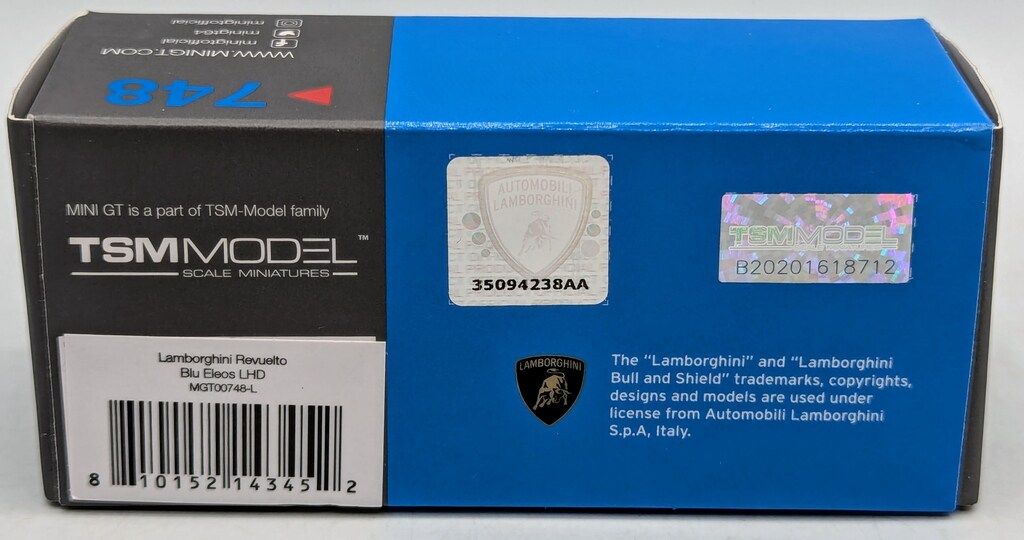 minigtofficial
minigt64
minigtofficial
WWW.MINIGT.COM
748
MINI GT is a part of TSM-Model family
TSMMODEL™
SCALE MINIATURES
AUTOMOBILI
LAMBORGHINI
35094238AA
TSMMODEL
B20201618712
Lamborghini Revuelto
Blu Eleos LHD
MGT00748-L
8 10152 14345 2
LAMBORGHINI
The "Lamborghini" and "Lamborghini
Bull and Shield" trademarks, copyrights,
designs and models are used under
license from Automobili Lamborghini
S.p.A, Italy.